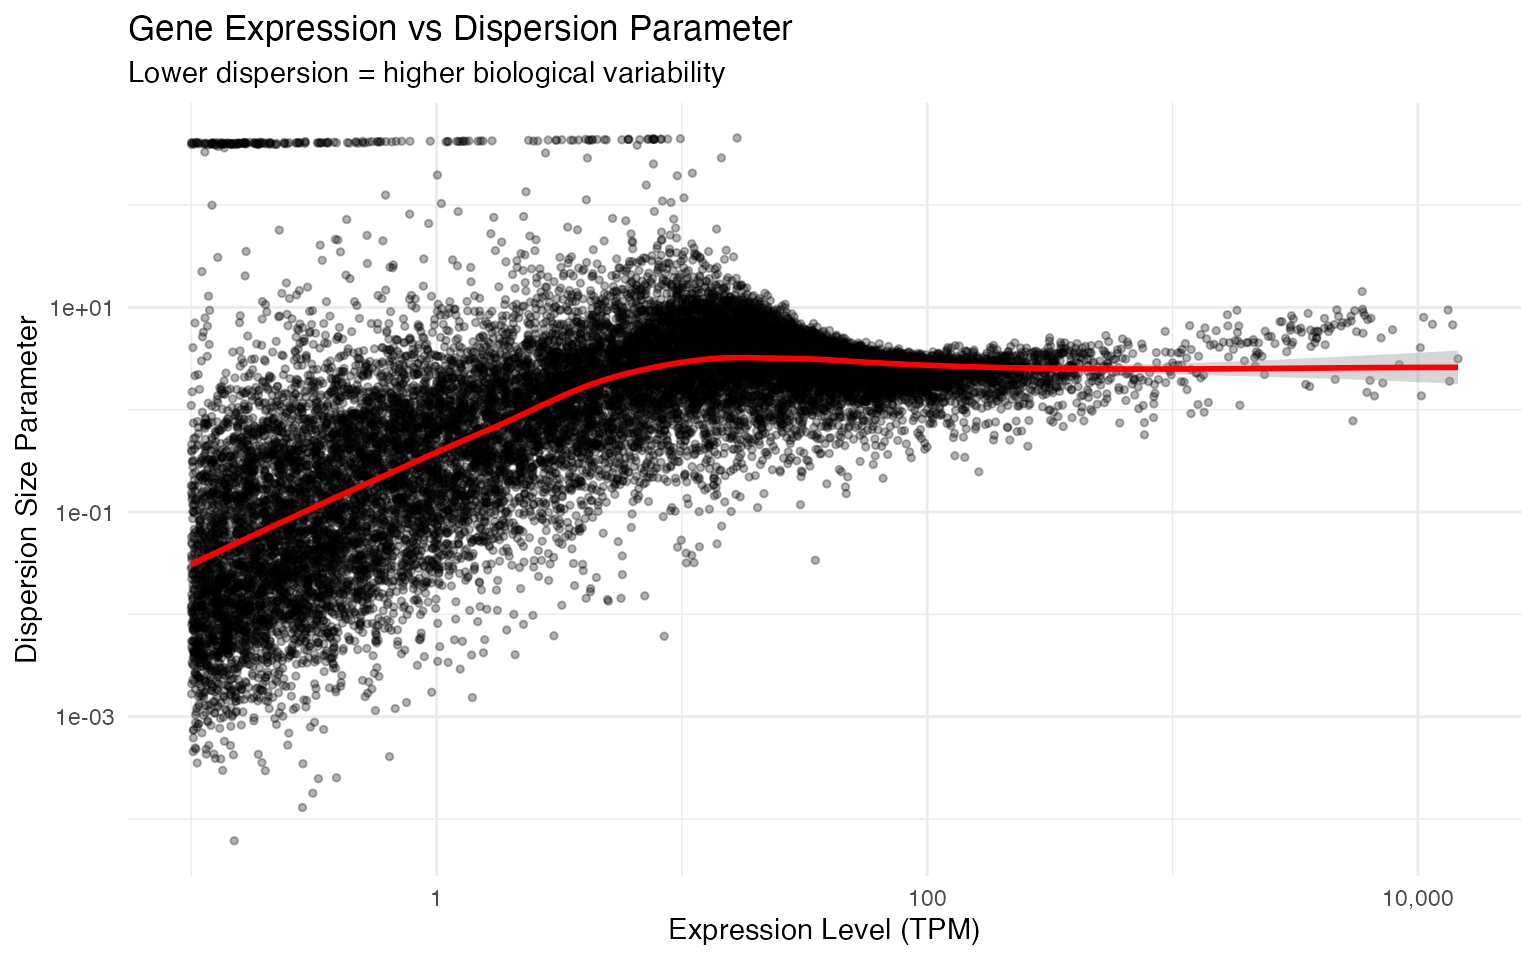 Gene Expression vs Dispersion Parameter
Lower dispersion = higher biological variability
Dispersion Size Parameter
1e+01
1e-01
1e-03
1
100
10,000
Expression Level (TPM)